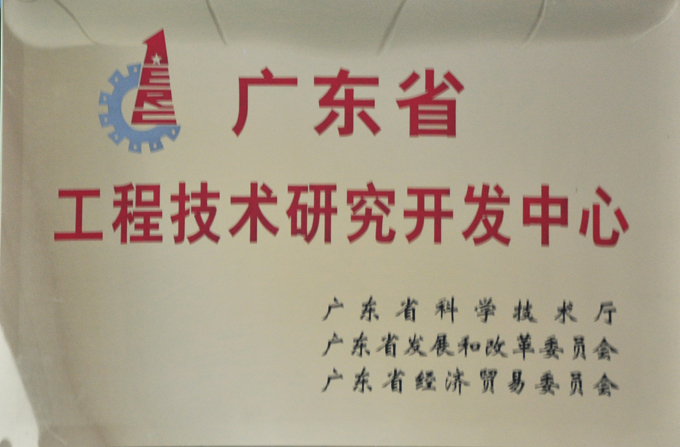 ERC
广东省
工程技术研究开发中心
广东省科学技术厅
广东省发展和改革委员会
广东省经济贸易委员会